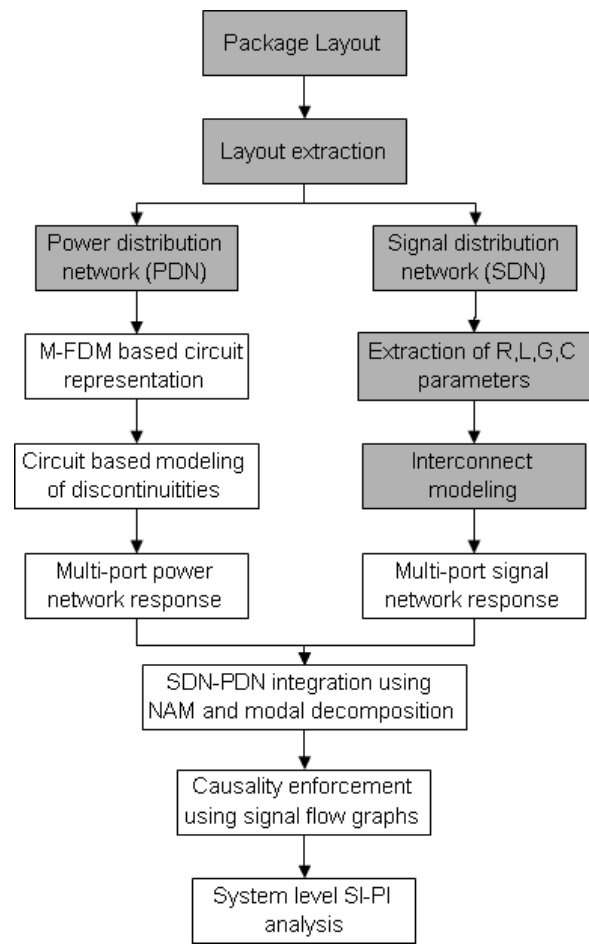 Package Layout
Layout extraction
Power distribution
network (PDN)
Signal distribution
network (SDN)
M-FDM based circuit
representation
Extraction of R,L,G,C
parameters
Circuit based modeling
of discontinuitities
Interconnect
modeling
Multi-port power
network response
Multi-port signal
network response
SDN-PDN integration using
NAM and modal decomposition
Causality enforcement
using signal flow graphs
System level SI-PI
analysis